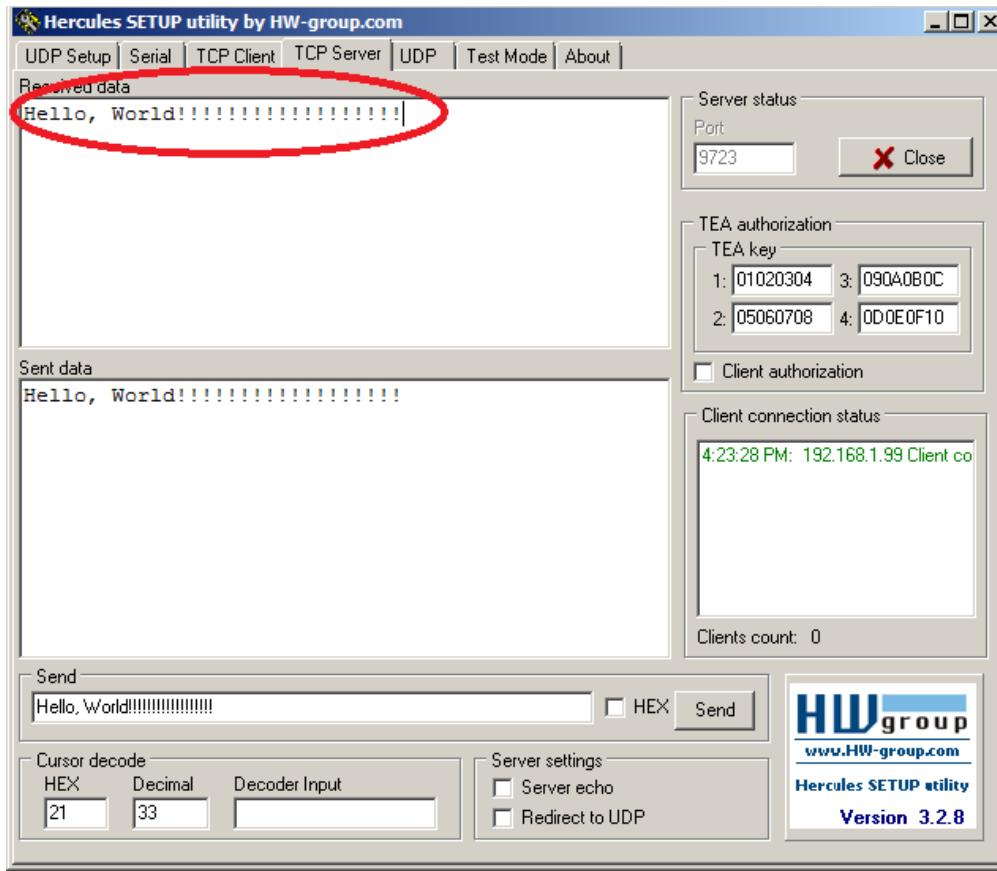 Hercules SETUP utility by HW-group.com
UDP Setup Serial TCP Client TCP Server UDP Test Mode About
Received data
Hello, World!!!!!!!!!!!!!!!!!!
Server status
Port
9723 Close
TEA authorization
TEA key
1: 01020304 3: 090A0B0C
2: 05060708 4: 0D0E0F10
Client authorization
Sent data
Hello, World!!!!!!!!!!!!!!!!!!
Client connection status
4:23:28 PM: 192.168.1.99 Client co
Clients count: 0
Send
Hello, World!!!!!!!!!!!!!!!!!! HEX Send
Cursor decode
HEX Decimal Decoder Input
21 33
Server settings
Server echo
Redirect to UDP
HW group
www.HW-group.com
Hercules SETUP utility
Version 3.2.8